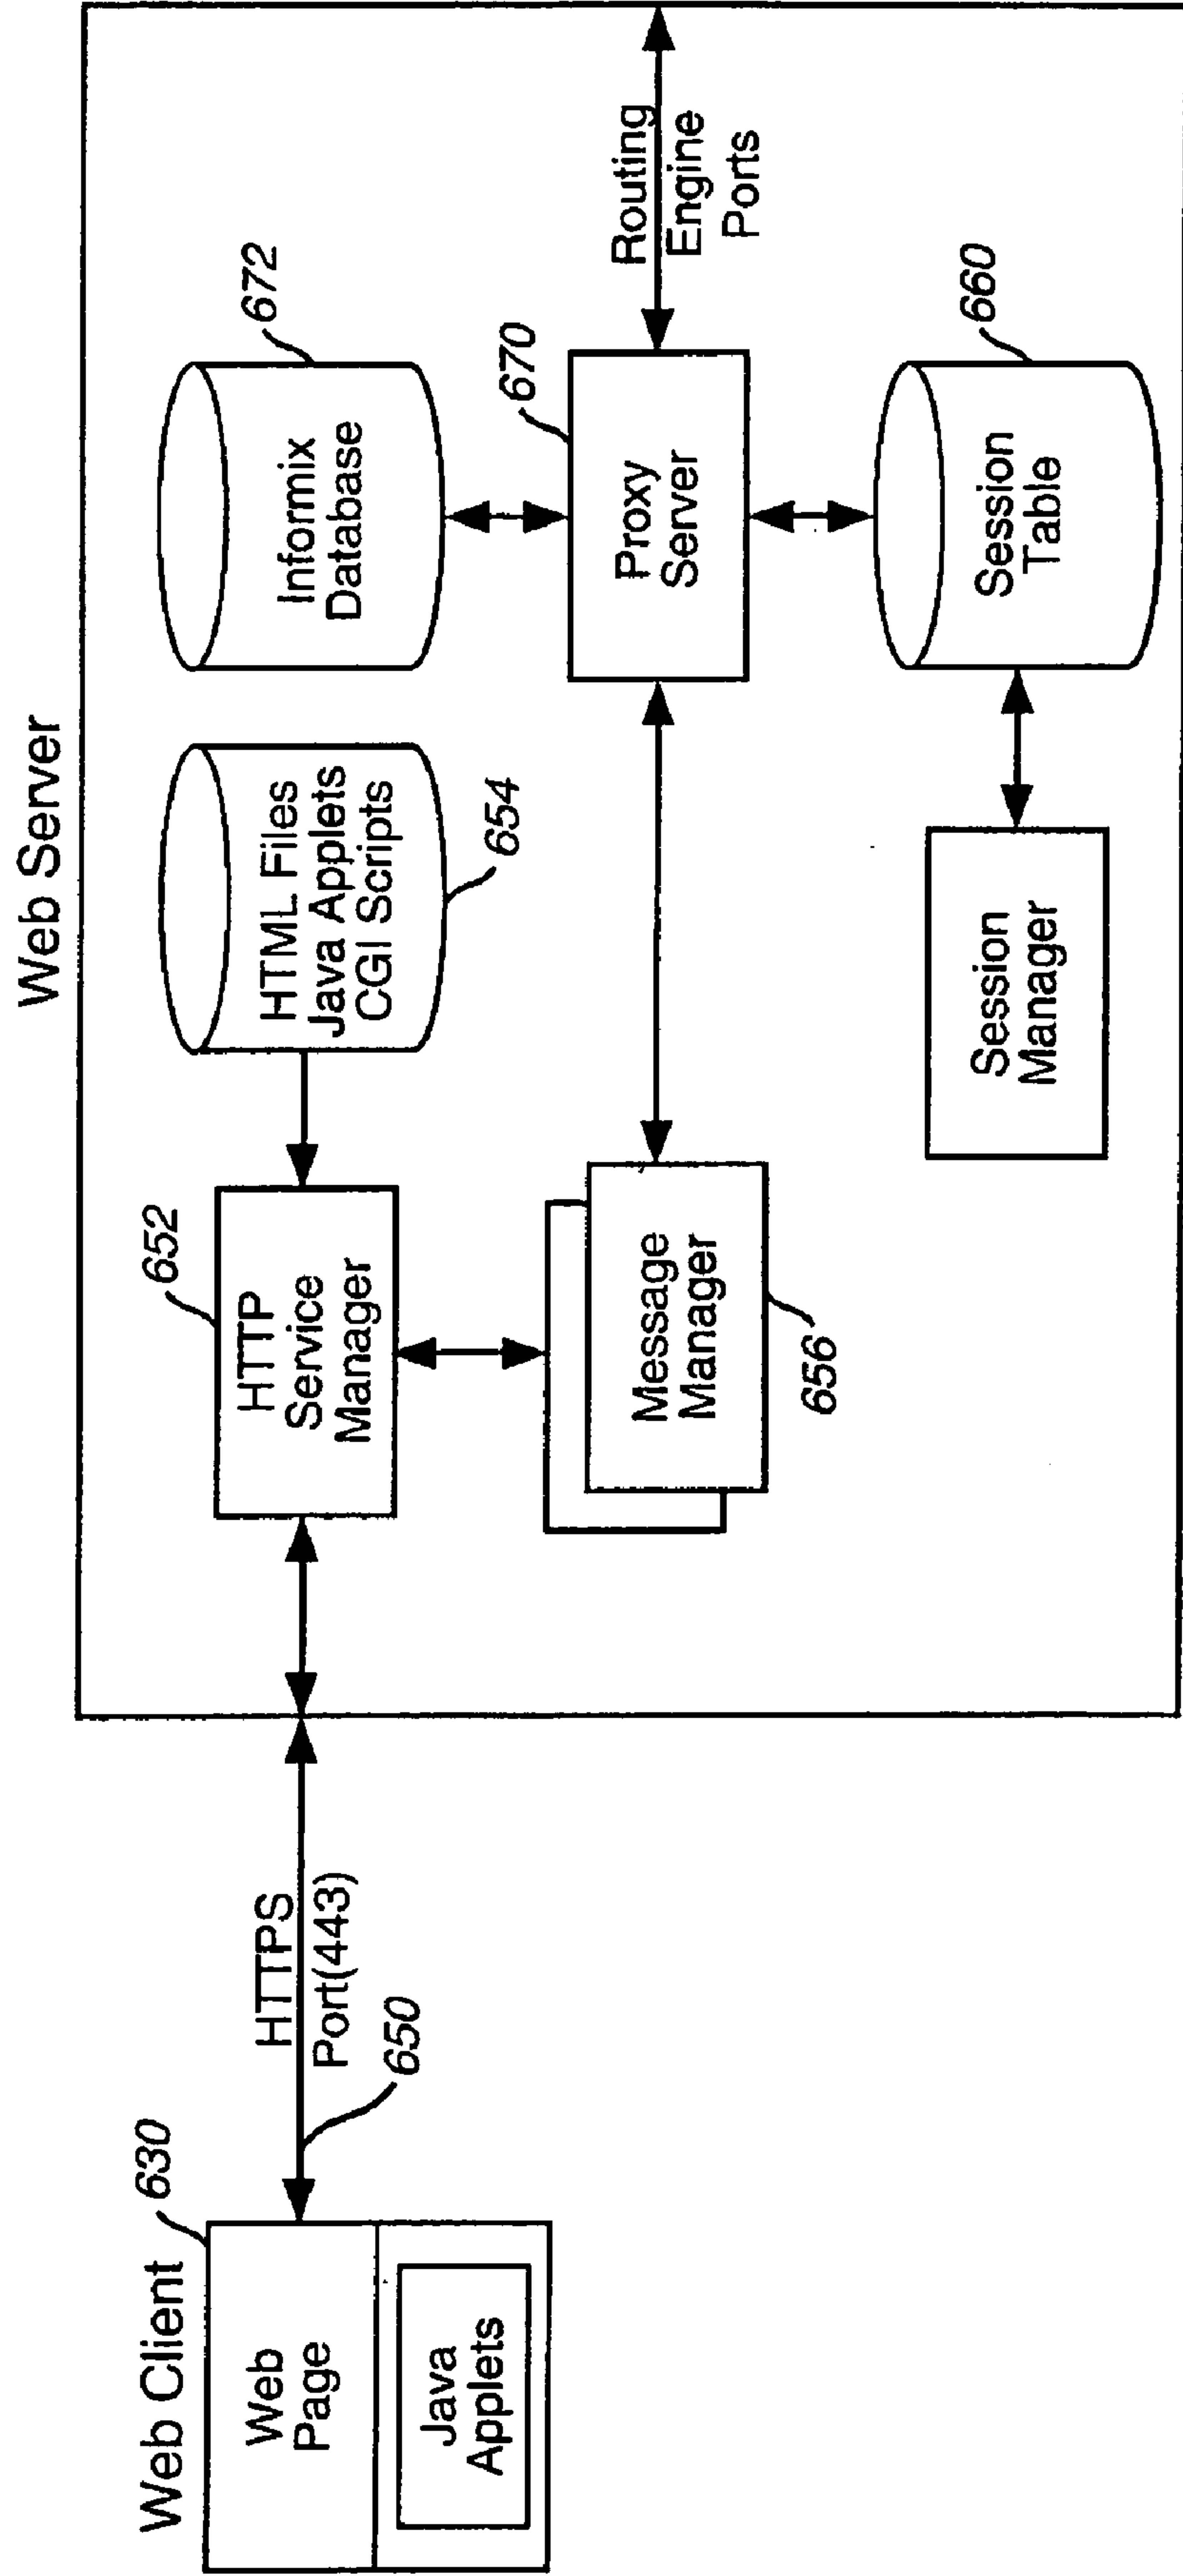 Web Server
Web Client
630
Web
Page
Java
Applets
HTTPS
Port(443)
650
652
HTTP
Service
Manager
HTML Files
Java Applets
CGI Scripts
654
672
Informix
Database
Message
Manager
656
670
Proxy
Server
Routing
Engine
Ports
Session
Manager
660
Session
Table